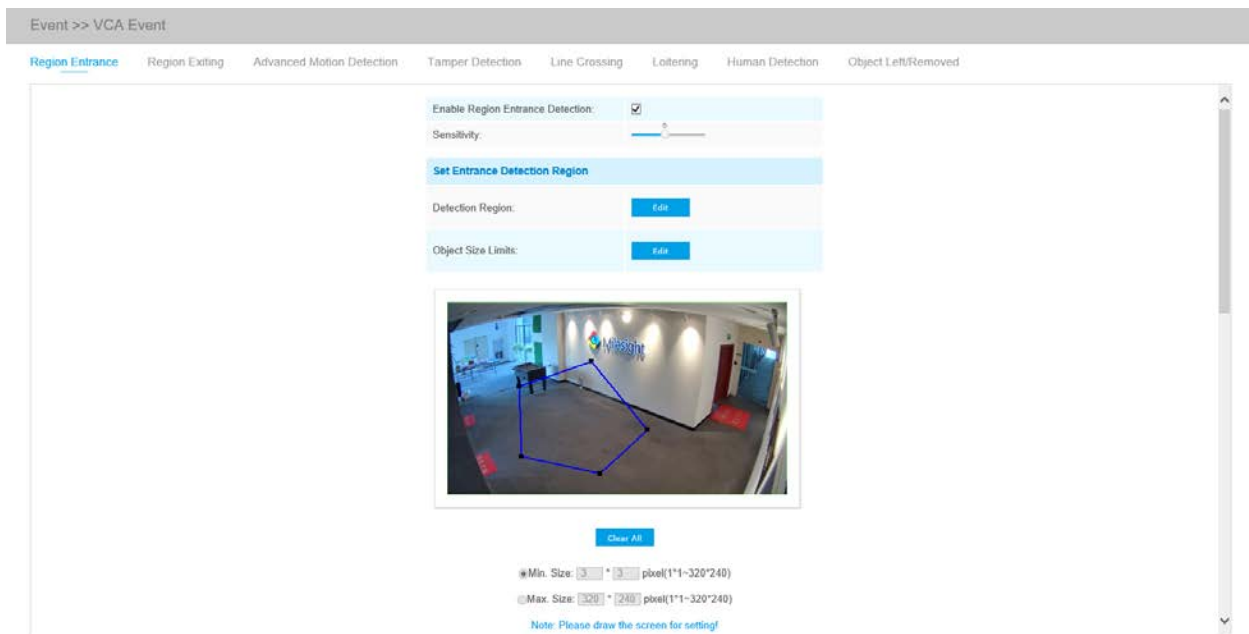 Event >> VCA Event
Region Entrance Region Exiting Advanced Motion Detection Tamper Detection Line Crossing Loitering Human Detection Object Left/Removed
Enable Region Entrance Detection:
Sensitivity:
Set Entrance Detection Region
Detection Region: Edit
Object Size Limits: Edit
Milesight
Clear All
Min. Size: 3 * 3 pixel(1*1~320*240)
Max. Size: 320 * 240 pixel(1*1~320*240)
Note: Please draw the screen for setting!